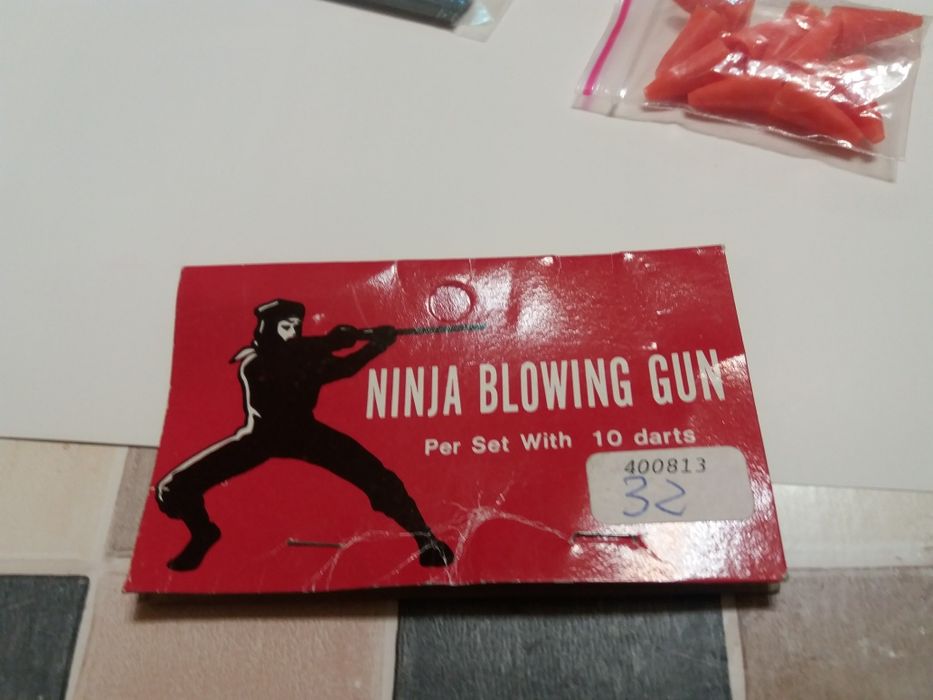 NINJA BLOWING GUN
Per Set With 10 darts
400813
32